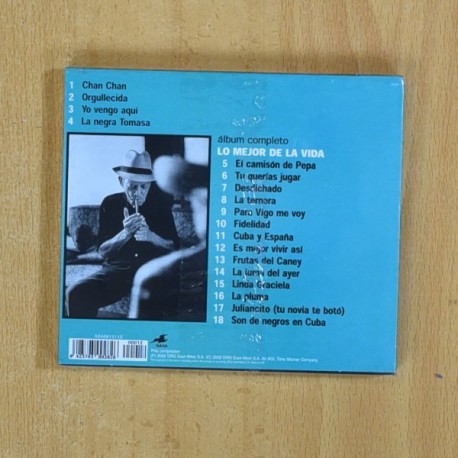 1 Chan Chan
2 Orgullecida
3 Yo vengo aquí
4 La negra Tomasa
álbum completo
LO MEJOR DE LA VIDA
5 El camisón de Pepa
6 Tu querías jugar
7 Desdichado
8 La ternera
9 Para Vigo me voy
10 Fidelidad
11 Cuba y España
12 Es mejor vivir así
13 Frutas del Caney
14 La juma del ayer
15 Linda Graciela
16 La pluma
17 Juliancito (tu novia te botó)
18 Son de negros en Cuba